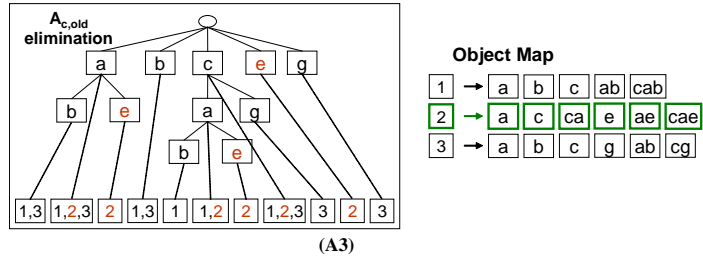 A_c,old
elimination
a b c e g
b e a g
b e
1,3 1,2,3 2 1,3 1 1,2 2 1,2,3 3 2 3
Object Map
1 → a b c ab cab
2 → a c ca e ae cae
3 → a b c g ab cg
(A3)